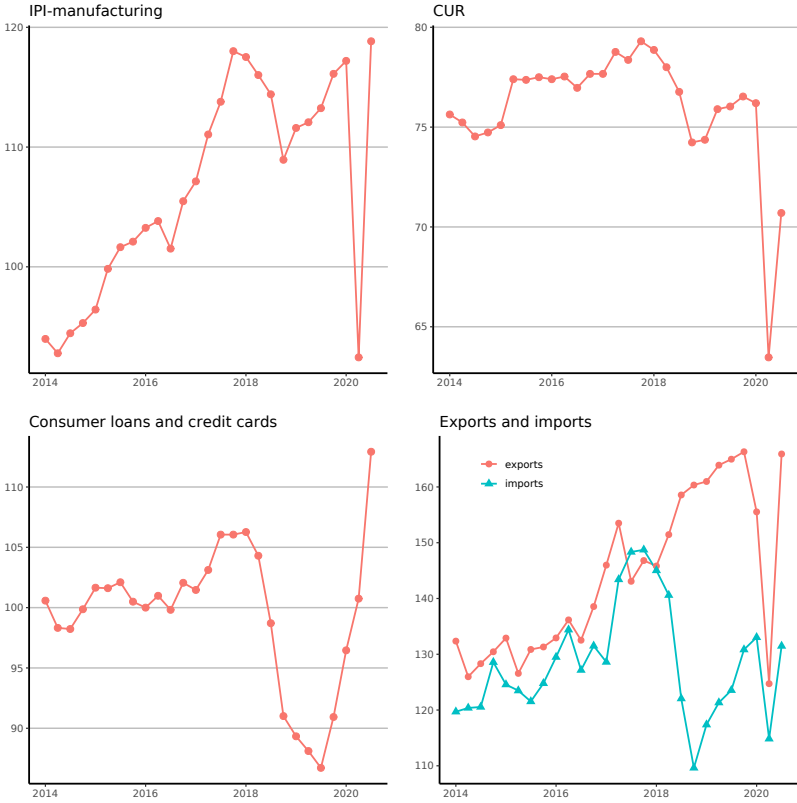 IPI-manufacturing
120
110
100
2014 2016 2018 2020
CUR
80
75
70
65
2014 2016 2018 2020
Consumer loans and credit cards
110
105
100
95
90
2014 2016 2018 2020
Exports and imports
exports
imports
160
150
140
130
120
110
2014 2016 2018 2020